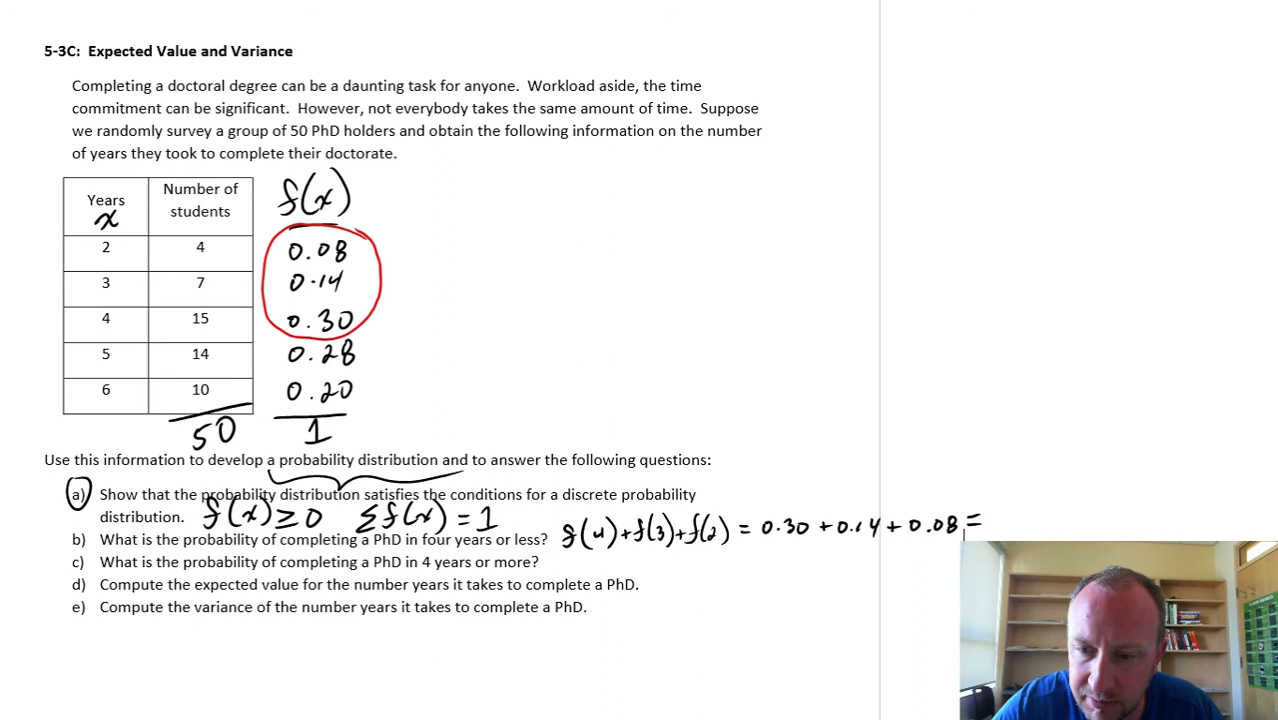 5-3C: Expected Value and Variance
Completing a doctoral degree can be a daunting task for anyone. Workload aside, the time
commitment can be significant. However, not everybody takes the same amount of time. Suppose
we randomly survey a group of 50 PhD holders and obtain the following information on the number
of years they took to complete their doctorate.
Years x Number of students f(x)
2 4 0.08
3 7 0.14
4 15 0.30
5 14 0.28
6 10 0.20
50 1
Use this information to develop a probability distribution and to answer the following questions:
a) Show that the probability distribution satisfies the conditions for a discrete probability
distribution. f(x)≥0 Σf(x)=1
b) What is the probability of completing a PhD in four years or less? f(4)+f(3)+f(2) = 0.30 + 0.14 + 0.08 =
c) What is the probability of completing a PhD in 4 years or more?
d) Compute the expected value for the number years it takes to complete a PhD.
e) Compute the variance of the number years it takes to complete a PhD.